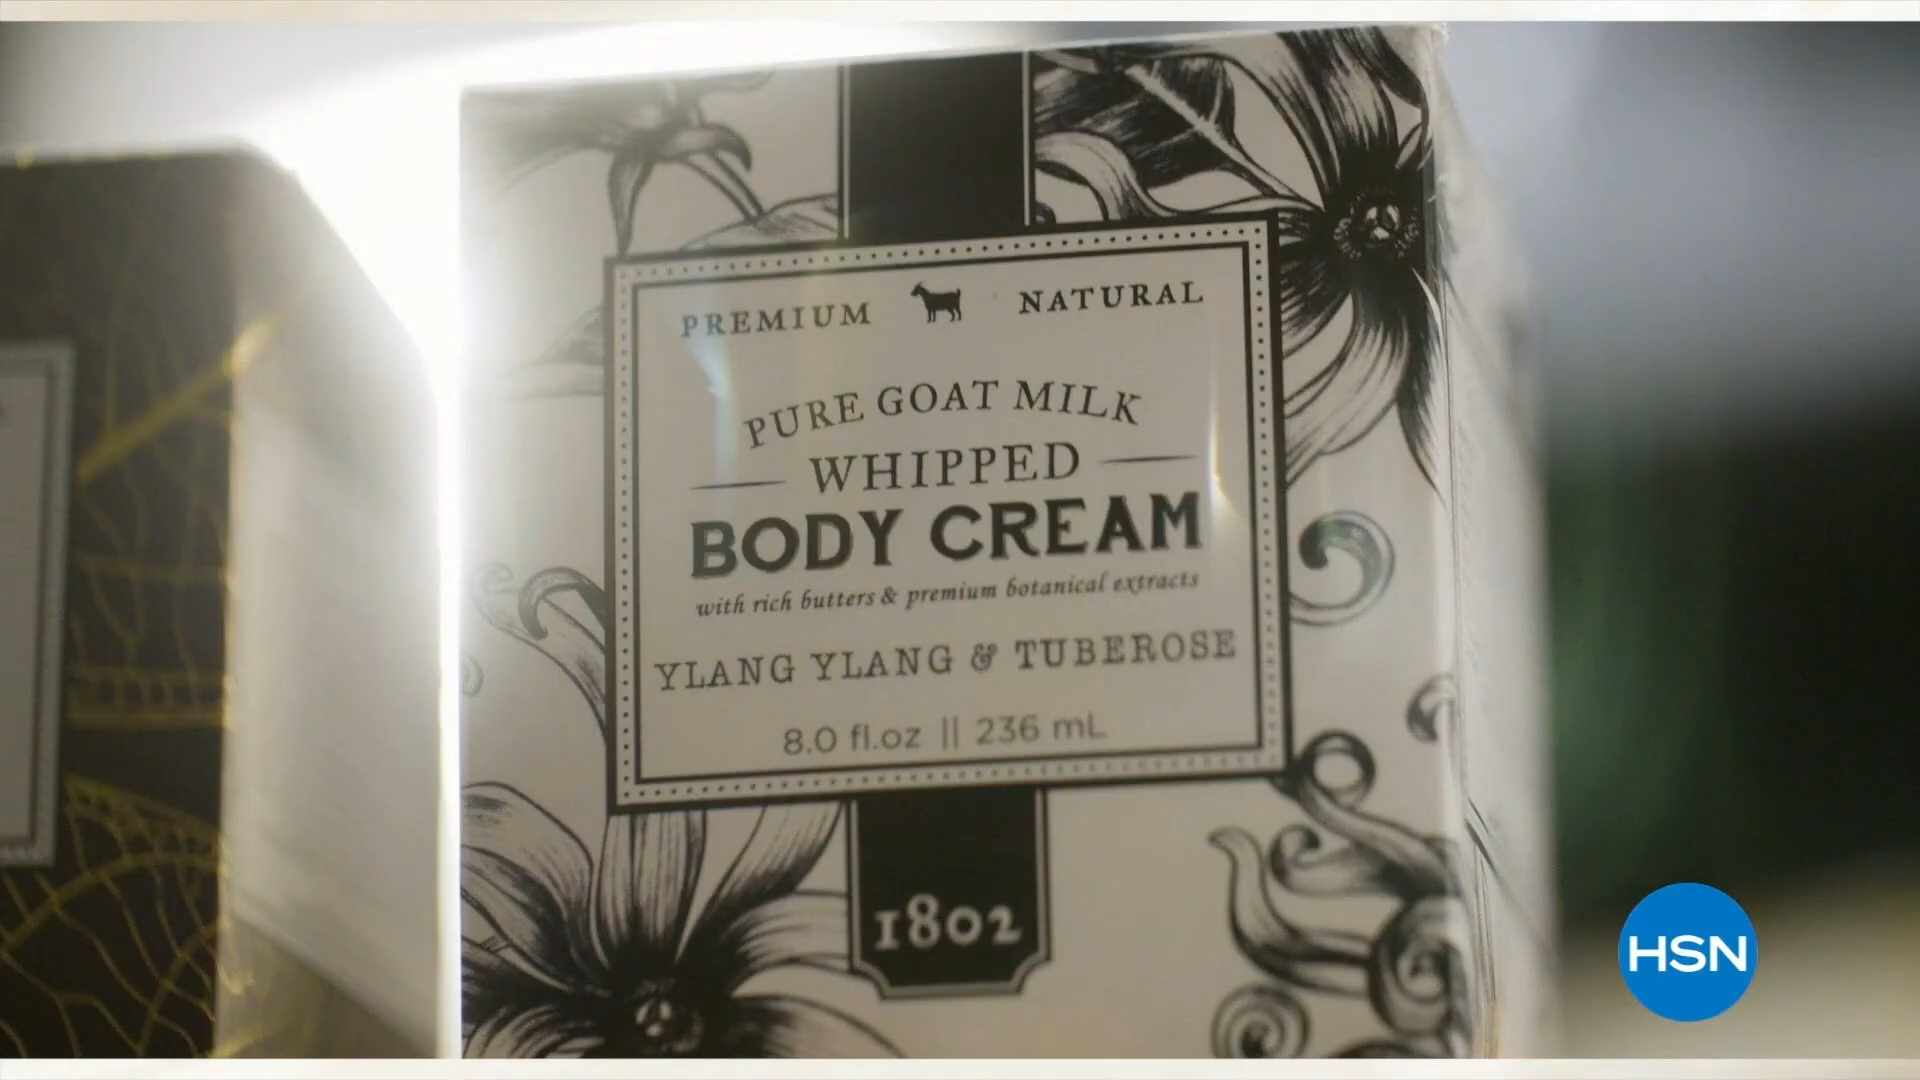 PREMIUM NATURAL
PURE GOAT MILK
WHIPPED
BODY CREAM
with rich butters & premium botanical extracts
YLANG YLANG & TUBEROSE
8.0 fl.oz || 236 mL
1802
HSN